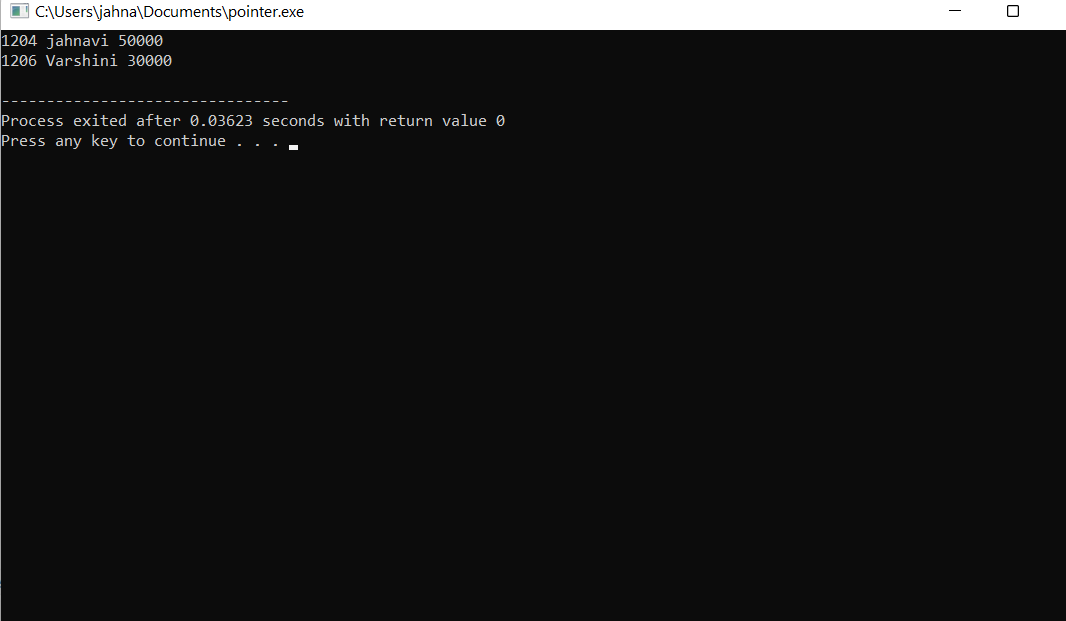 C:\Users\jahna\Documents\pointer.exe
1204 jahnavi 50000
1206 Varshini 30000
--------------------------------
Process exited after 0.03623 seconds with return value 0
Press any key to continue . . .